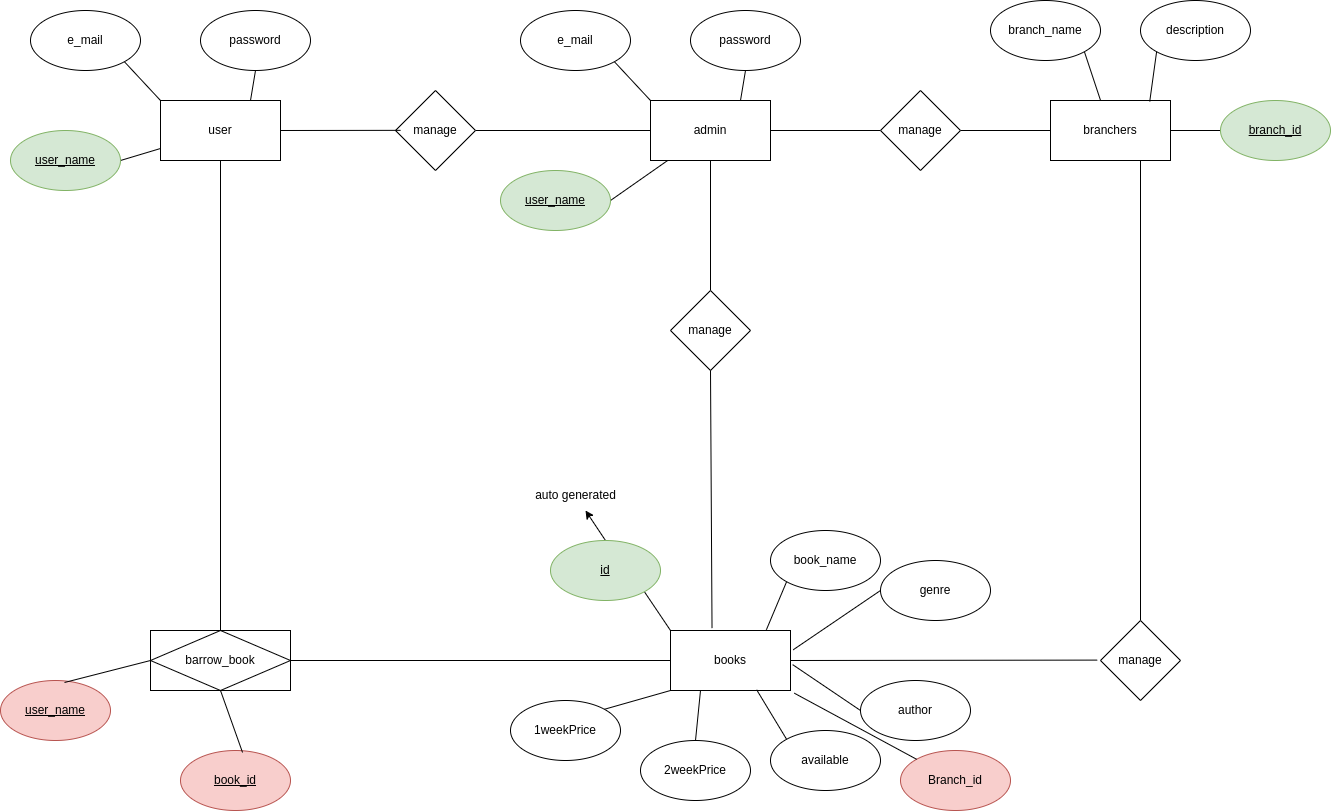 e_mail
password
e_mail
password
branch_name
description
user
manage
admin
manage
branchers
branch_id
user_name
user_name
manage
auto generated
id
book_name
genre
barrow_book
books
manage
user_name
1weekPrice
author
2weekPrice
available
book_id
Branch_id